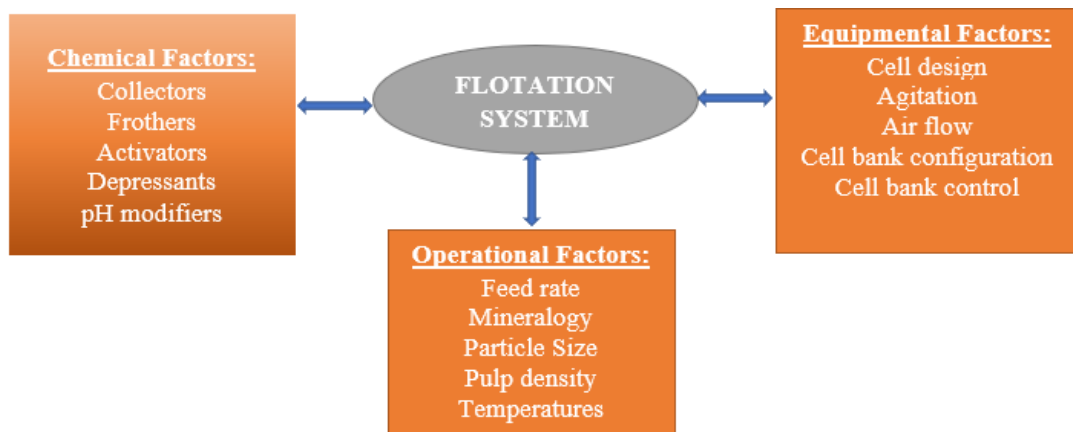 Chemical Factors:
Collectors
Frothers
Activators
Depressants
pH modifiers
FLOTATION
SYSTEM
Equipmental Factors:
Cell design
Agitation
Air flow
Cell bank configuration
Cell bank control
Operational Factors:
Feed rate
Mineralogy
Particle Size
Pulp density
Temperatures